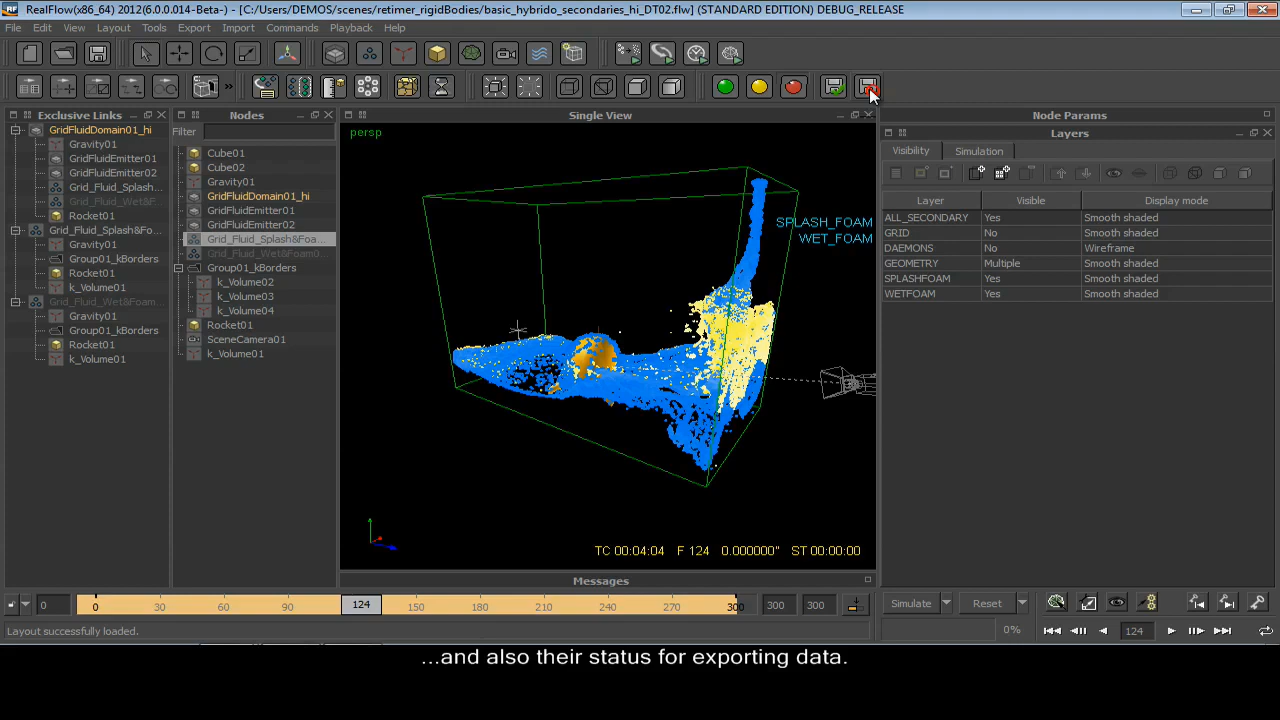 RealFlow(x86_64) 2012(6.0.0.014-Beta-) - [C:/Users/DEMOS/scenes/retimer_rigidBodies/basic_hybrido_secondaries_hi_DT02.flw] (STANDARD EDITION) DEBUG_RELEASE
File Edit View Layout Tools Export Import Commands Playback Help
Exclusive Links
GridFluidDomain01_hi
Gravity01
GridFluidEmitter01
GridFluidEmitter02
Grid_Fluid_Splash...
Grid_Fluid_Wet&F...
Rocket01
Grid_Fluid_Splash&Fo...
Gravity01
Group01_kBorders
Rocket01
k_Volume01
Grid_Fluid_Wet&Foam...
Gravity01
Group01_kBorders
Rocket01
k_Volume01
Nodes
Filter
Cube01
Cube02
Gravity01
GridFluidDomain01_hi
GridFluidEmitter01
GridFluidEmitter02
Grid_Fluid_Splash&Foa...
Grid_Fluid_Wet&Foam0...
Group01_kBorders
k_Volume02
k_Volume03
k_Volume04
Rocket01
SceneCamera01
k_Volume01
Single View
persp
SPLASH_FOAM
WET_FOAM
TC 00:04:04 F 124 0.000000" ST 00:00:00
Messages
Node Params
Layers
Visibility Simulation
Layer Visible Display mode
ALL_SECONDARY Yes Smooth shaded
GRID No Smooth shaded
DAEMONS No Wireframe
GEOMETRY Multiple Smooth shaded
SPLASHFOAM Yes Smooth shaded
WETFOAM Yes Smooth shaded
0 0 30 60 90 124 150 180 210 240 270 300 300 300
Simulate Reset
0% 124
Layout successfully loaded.
...and also their status for exporting data.